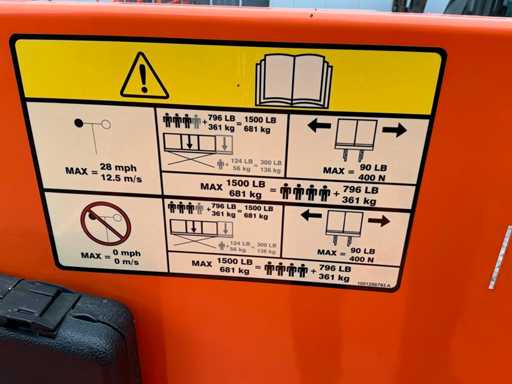 MAX = 28 mph
12.5 m/s
+ 796 LB = 1500 LB
361 kg 681 kg
+ 124 LB = 300 LB
56 kg 136 kg
MAX = 90 LB
400 N
MAX 1500 LB = + 796 LB
681 kg 361 kg
MAX = 0 mph
0 m/s
+ 796 LB = 1500 LB
361 kg 681 kg
+ 124 LB = 300 LB
56 kg 136 kg
MAX = 90 LB
400 N
MAX 1500 LB = + 796 LB
681 kg 361 kg